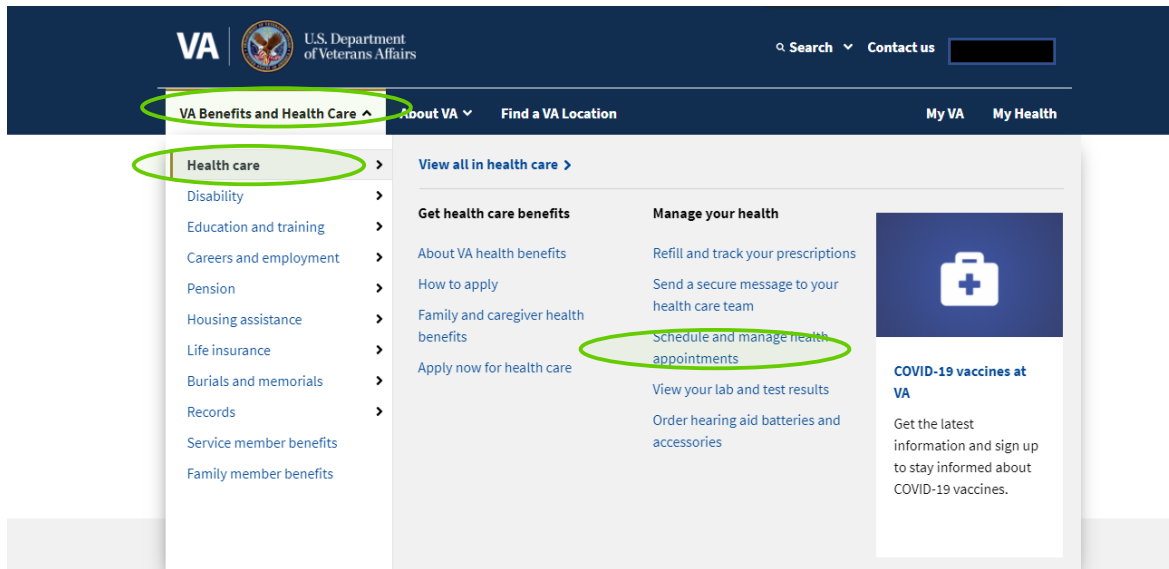 VA
U.S. Department
of Veterans Affairs
Search
Contact us
VA Benefits and Health Care
About VA
Find a VA Location
My VA
My Health
Health care
Disability
Education and training
Careers and employment
Pension
Housing assistance
Life insurance
Burials and memorials
Records
Service member benefits
Family member benefits
View all in health care
Get health care benefits
About VA health benefits
How to apply
Family and caregiver health
benefits
Apply now for health care
Manage your health
Refill and track your prescriptions
Send a secure message to your
health care team
Schedule and manage health
appointments
View your lab and test results
Order hearing aid batteries and
accessories
COVID-19 vaccines at
VA
Get the latest
information and sign up
to stay informed about
COVID-19 vaccines.